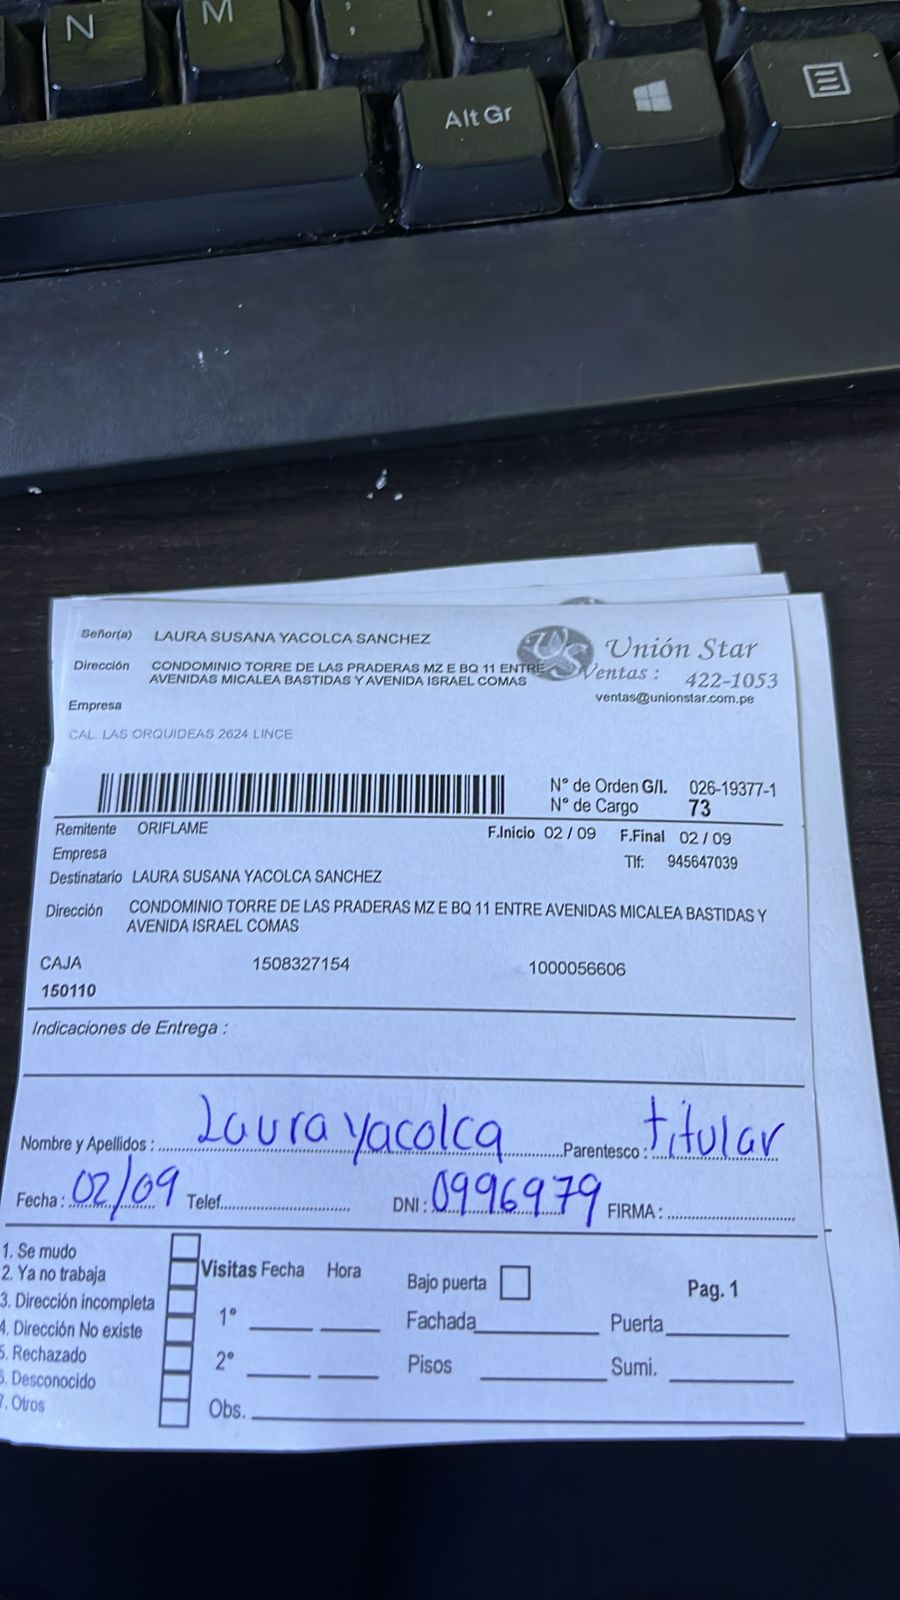 N M ;
Alt Gr
Señor(a) LAURA SUSANA YACOLCA SANCHEZ
Dirección CONDOMINIO TORRE DE LAS PRADERAS MZ E BQ 11 ENTRE
AVENIDAS MICALEA BASTIDAS Y AVENIDA ISRAEL COMAS
Empresa
CAL. LAS ORQUIDEAS 2624 LINCE
US Unión Star
Ventas : 422-1053
ventas@unionstar.com.pe
N° de Orden G/I. 026-19377-1
N° de Cargo 73
Remitente ORIFLAME F.Inicio 02 / 09 F.Final 02 / 09
Empresa Tlf: 945647039
Destinatario LAURA SUSANA YACOLCA SANCHEZ
Dirección CONDOMINIO TORRE DE LAS PRADERAS MZ E BQ 11 ENTRE AVENIDAS MICALEA BASTIDAS Y
AVENIDA ISRAEL COMAS
CAJA 1508327154 1000056606
150110
Indicaciones de Entrega :
Nombre y Apellidos : Laura Yacolca Parentesco : titular
Fecha : 02/09 Telef. DNI : 0996979 FIRMA :
1. Se mudo
2. Ya no trabaja
3. Dirección incompleta
4. Dirección No existe
5. Rechazado
6. Desconocido
7. Otros
Visitas Fecha Hora Bajo puerta Pag. 1
1° Fachada Puerta
2° Pisos Sumi.
Obs.